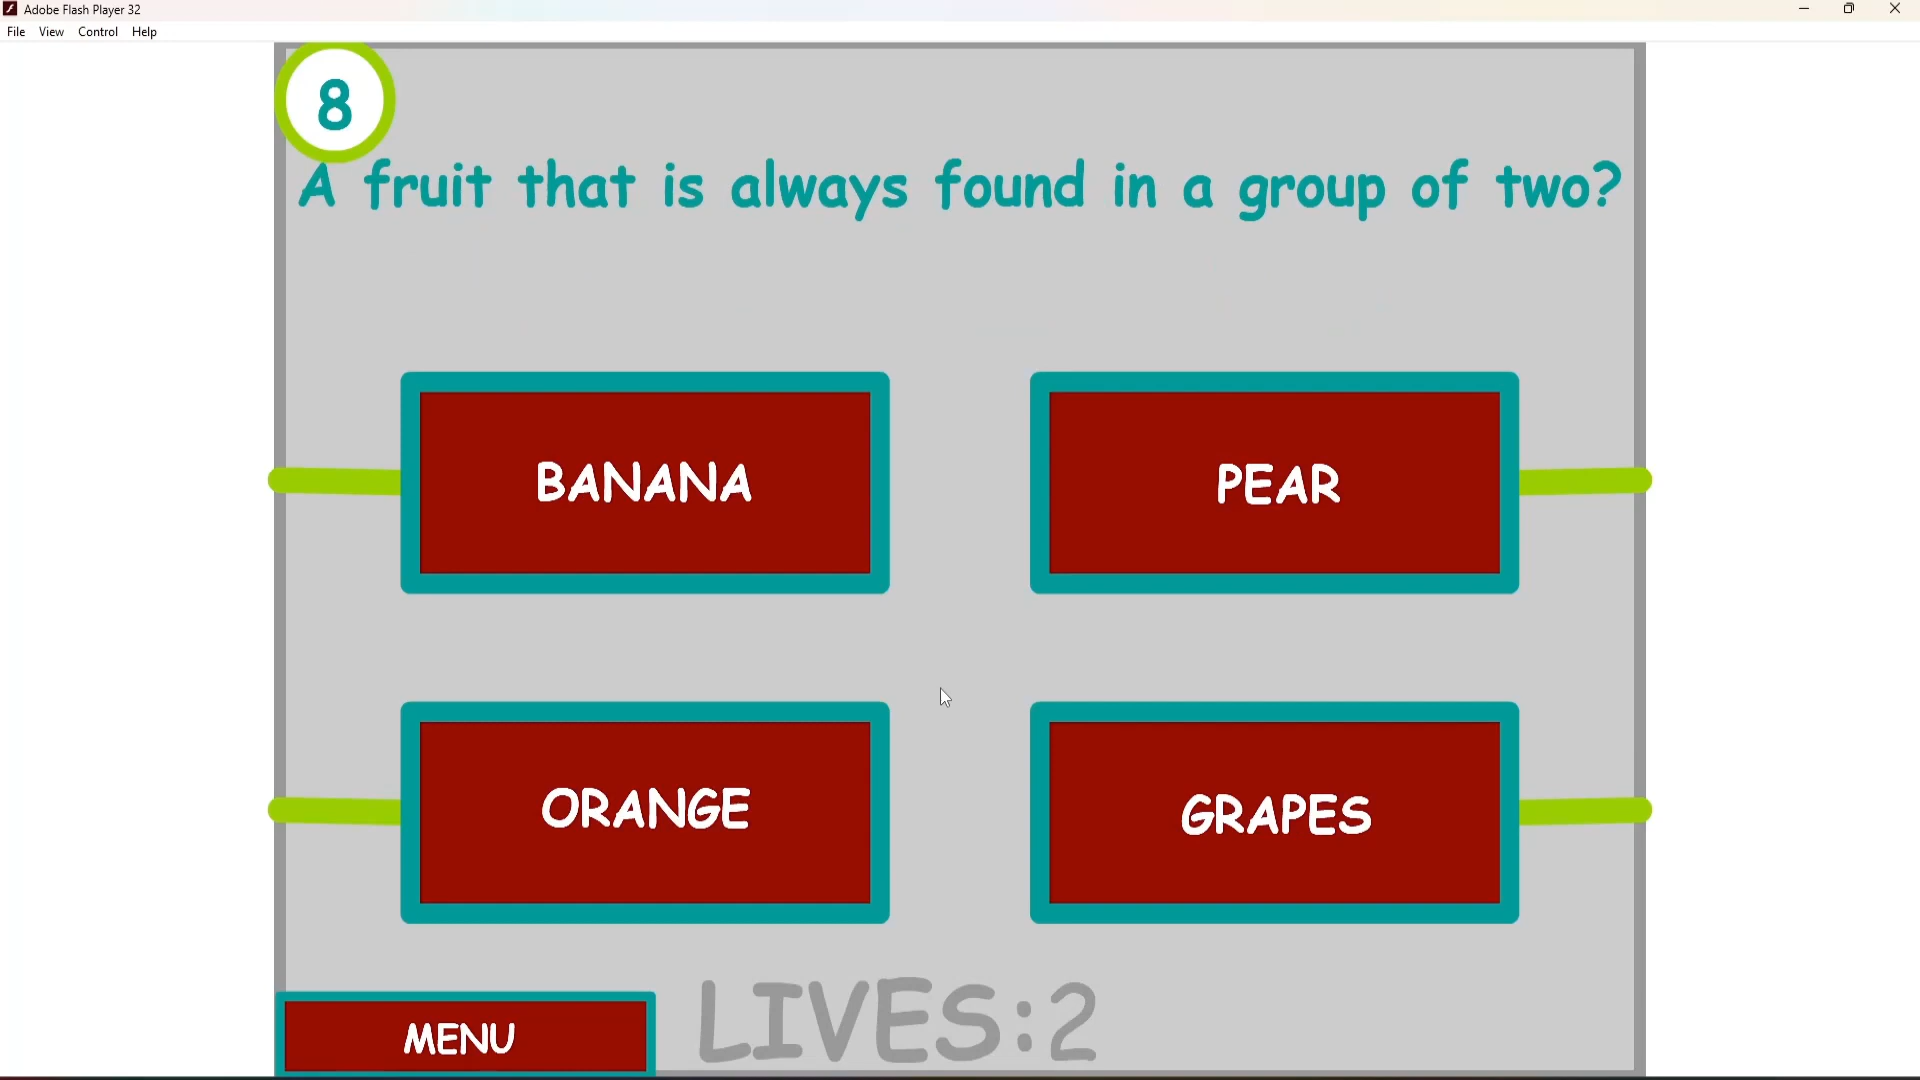 Adobe Flash Player 32
File View Control Help
8
A fruit that is always found in a group of two?
BANANA
PEAR
ORANGE
GRAPES
MENU
LIVES:2